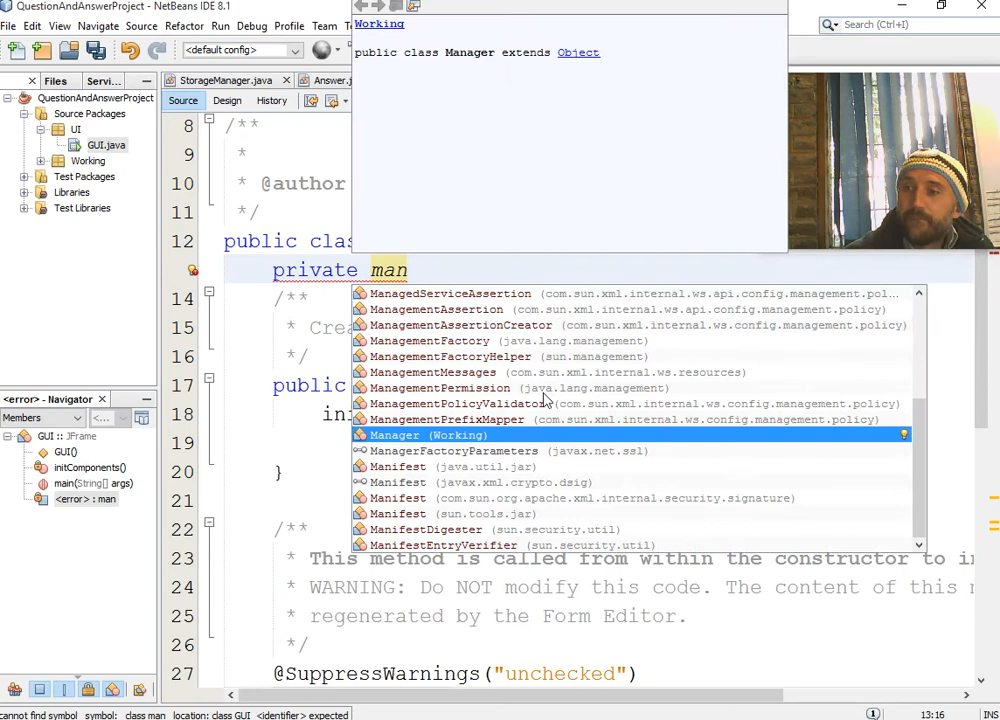 QuestionAndAnswerProject - NetBeans IDE 8.1
File Edit View Navigate Source Refactor Run Debug Profile Team
<default config>
Search (Ctrl+I)
Files
Servi...
StorageManager.java
Answer.j
Source Design History
QuestionAndAnswerProject
Source Packages
UI
GUI.java
Working
Test Packages
Libraries
Test Libraries
Working
public class Manager extends Object
8 /**
9 *
10 * @author
11 */
12 public clas
private man
14 /**
15 * Crea
16 */
17 public
18 in
19
20 }
21
22 /**
23 * This method is called from within the constructor to in
24 * WARNING: Do NOT modify this code. The content of this m
25 * regenerated by the Form Editor.
26 */
27 @SuppressWarnings("unchecked")
ManagedServiceAssertion (com.sun.xml.internal.ws.api.config.management.pol...
ManagementAssertion (com.sun.xml.internal.ws.api.config.management.policy)
ManagementAssertionCreator (com.sun.xml.internal.ws.config.management.policy)
ManagementFactory (java.lang.management)
ManagementFactoryHelper (sun.management)
ManagementMessages (com.sun.xml.internal.ws.resources)
ManagementPermission (java.lang.management)
ManagementPolicyValidator (com.sun.xml.internal.ws.config.management.policy)
ManagementPrefixMapper (com.sun.xml.internal.ws.config.management.policy)
Manager (Working)
ManagerFactoryParameters (javax.net.ssl)
Manifest (java.util.jar)
Manifest (javax.xml.crypto.dsig)
Manifest (com.sun.org.apache.xml.internal.security.signature)
Manifest (sun.tools.jar)
ManifestDigester (sun.security.util)
ManifestEntryVerifier (sun.security.util)
<error> - Navigator
Members
<...
GUI :: JFrame
GUI()
initComponents()
main(String[] args)
<error> : man
cannot find symbol symbol: class man location: class GUI <identifier> expected
1
13:16
INS